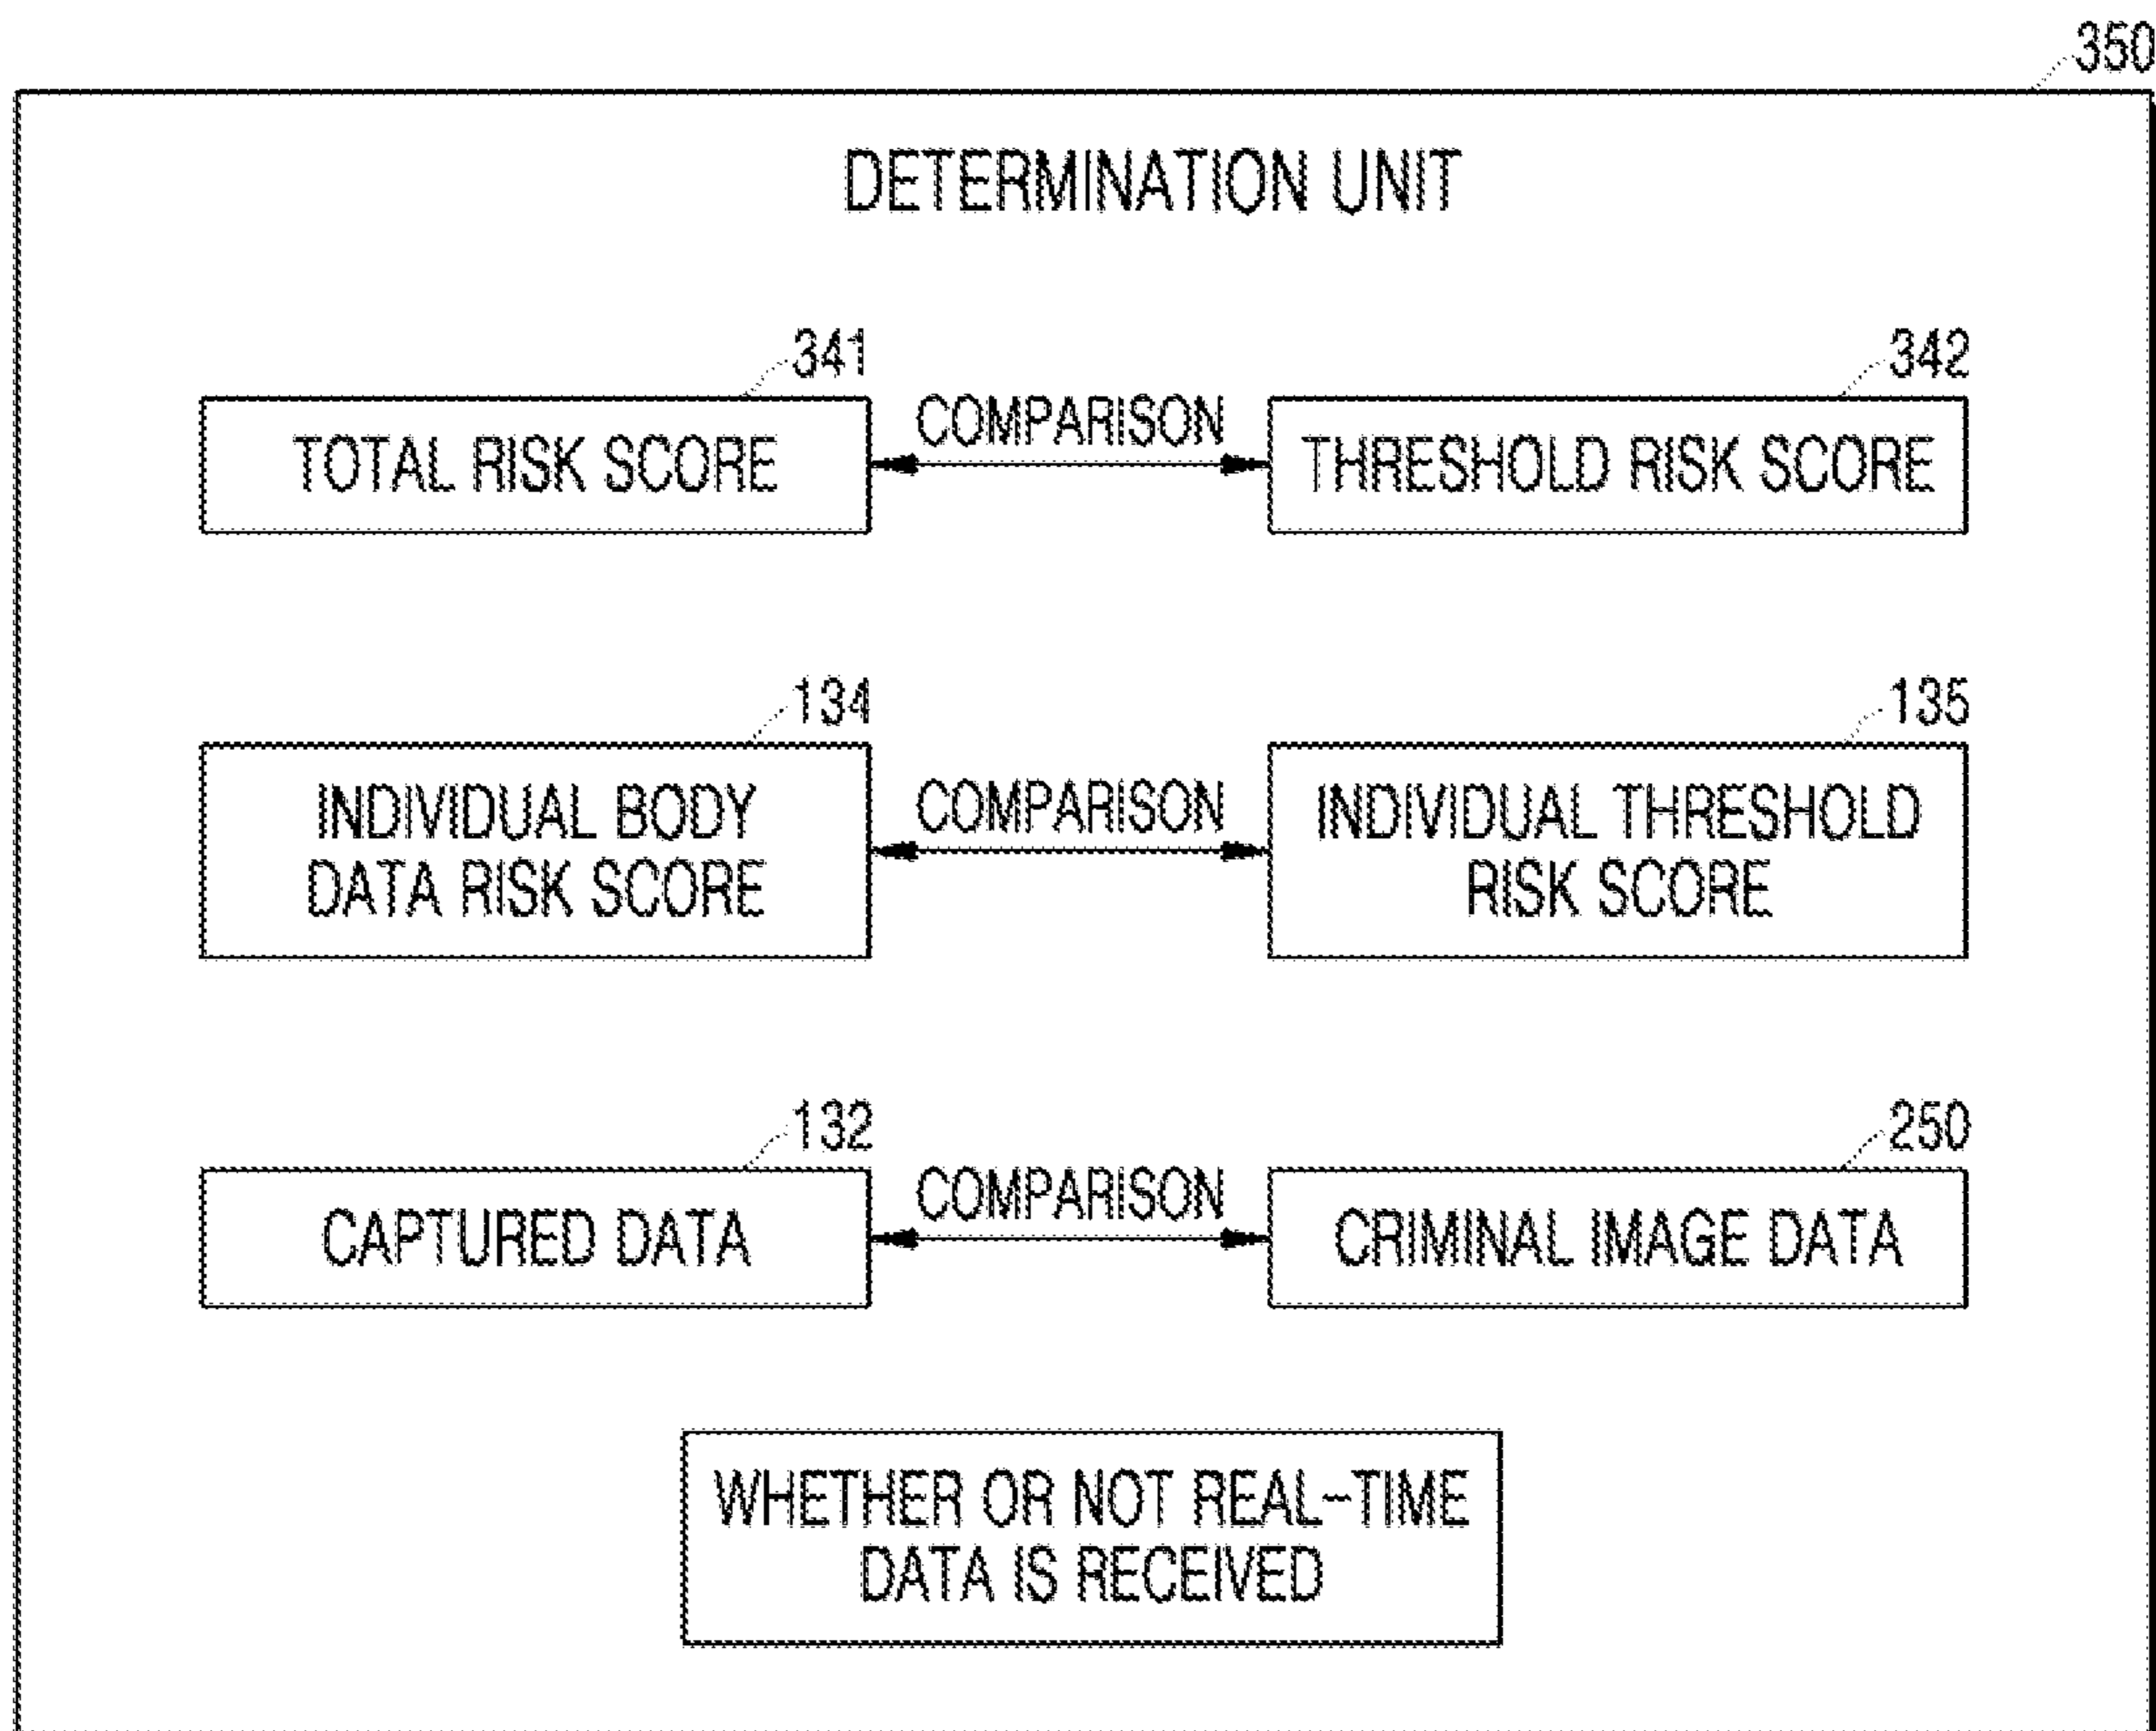 350
DETERMINATION UNIT
341
342
TOTAL RISK SCORE
COMPARISON
THRESHOLD RISK SCORE
134
135
INDIVIDUAL BODY
DATA RISK SCORE
COMPARISON
INDIVIDUAL THRESHOLD
RISK SCORE
132
250
CAPTURED DATA
COMPARISON
CRIMINAL IMAGE DATA
WHETHER OR NOT REAL-TIME
DATA IS RECEIVED